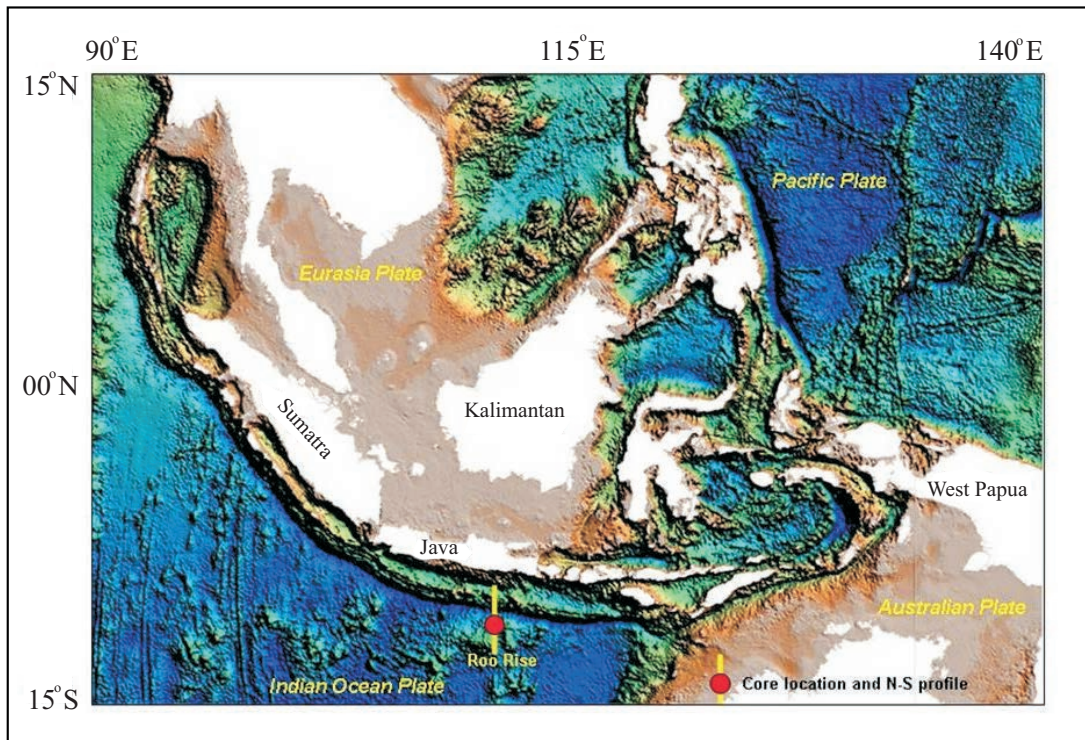 90°E 115°E 140°E
15°N
Pacific Plate
Eurasia Plate
00°N
Kalimantan
Sumatra
West Papua
Java
Australian Plate
Roo Rise
Indian Ocean Plate
Core location and N-S profile
15°S